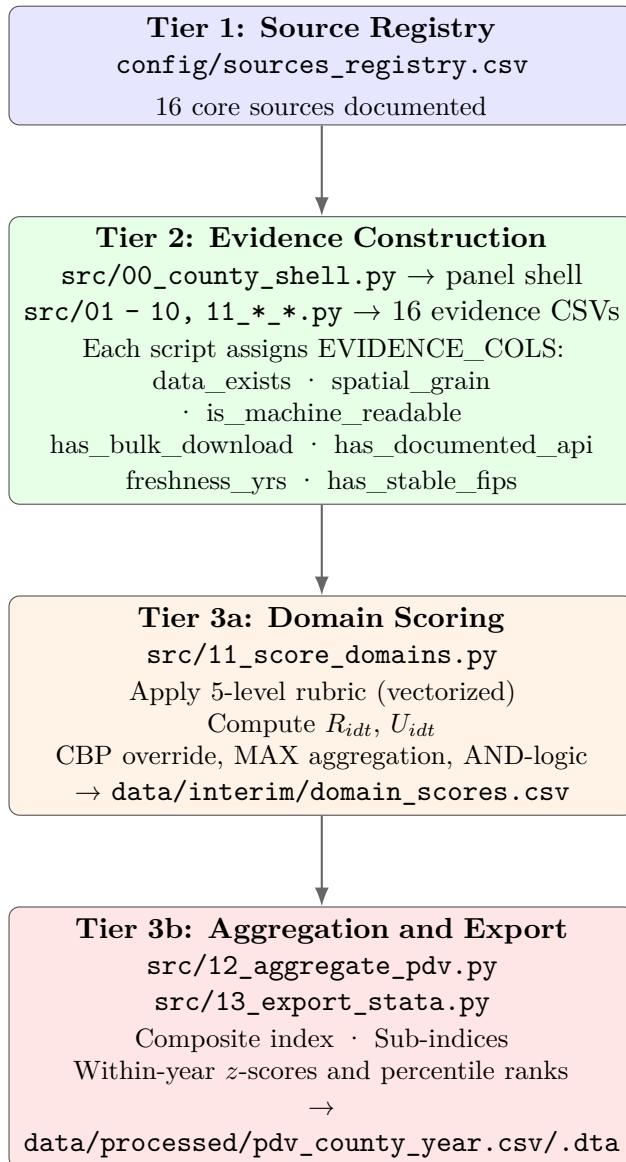 Tier 1: Source Registry
config/sources_registry.csv
16 core sources documented
Tier 2: Evidence Construction
src/00_county_shell.py → panel shell
src/01 - 10, 11_*_*.py → 16 evidence CSVs
Each script assigns EVIDENCE_COLS:
data_exists · spatial_grain
· is_machine_readable
has_bulk_download · has_documented_api
freshness_yrs · has_stable_fips
Tier 3a: Domain Scoring
src/11_score_domains.py
Apply 5-level rubric (vectorized)
Compute R_{idt}, U_{idt}
CBP override, MAX aggregation, AND-logic
→ data/interim/domain_scores.csv
Tier 3b: Aggregation and Export
src/12_aggregate_pdv.py
src/13_export_stata.py
Composite index · Sub-indices
Within-year z-scores and percentile ranks
→
data/processed/pdv_county_year.csv/.dta